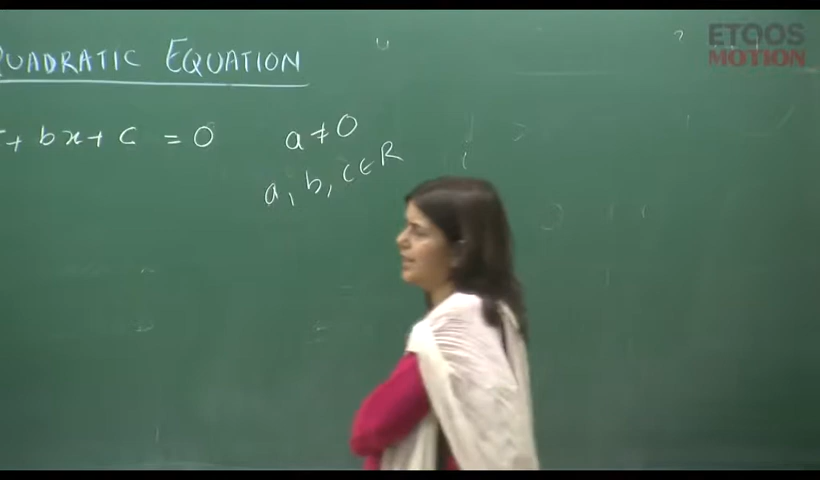 QUADRATIC EQUATION
+ bx + c = 0 a ≠ 0
a, b, c ∈ R
ETOOS
MOTION